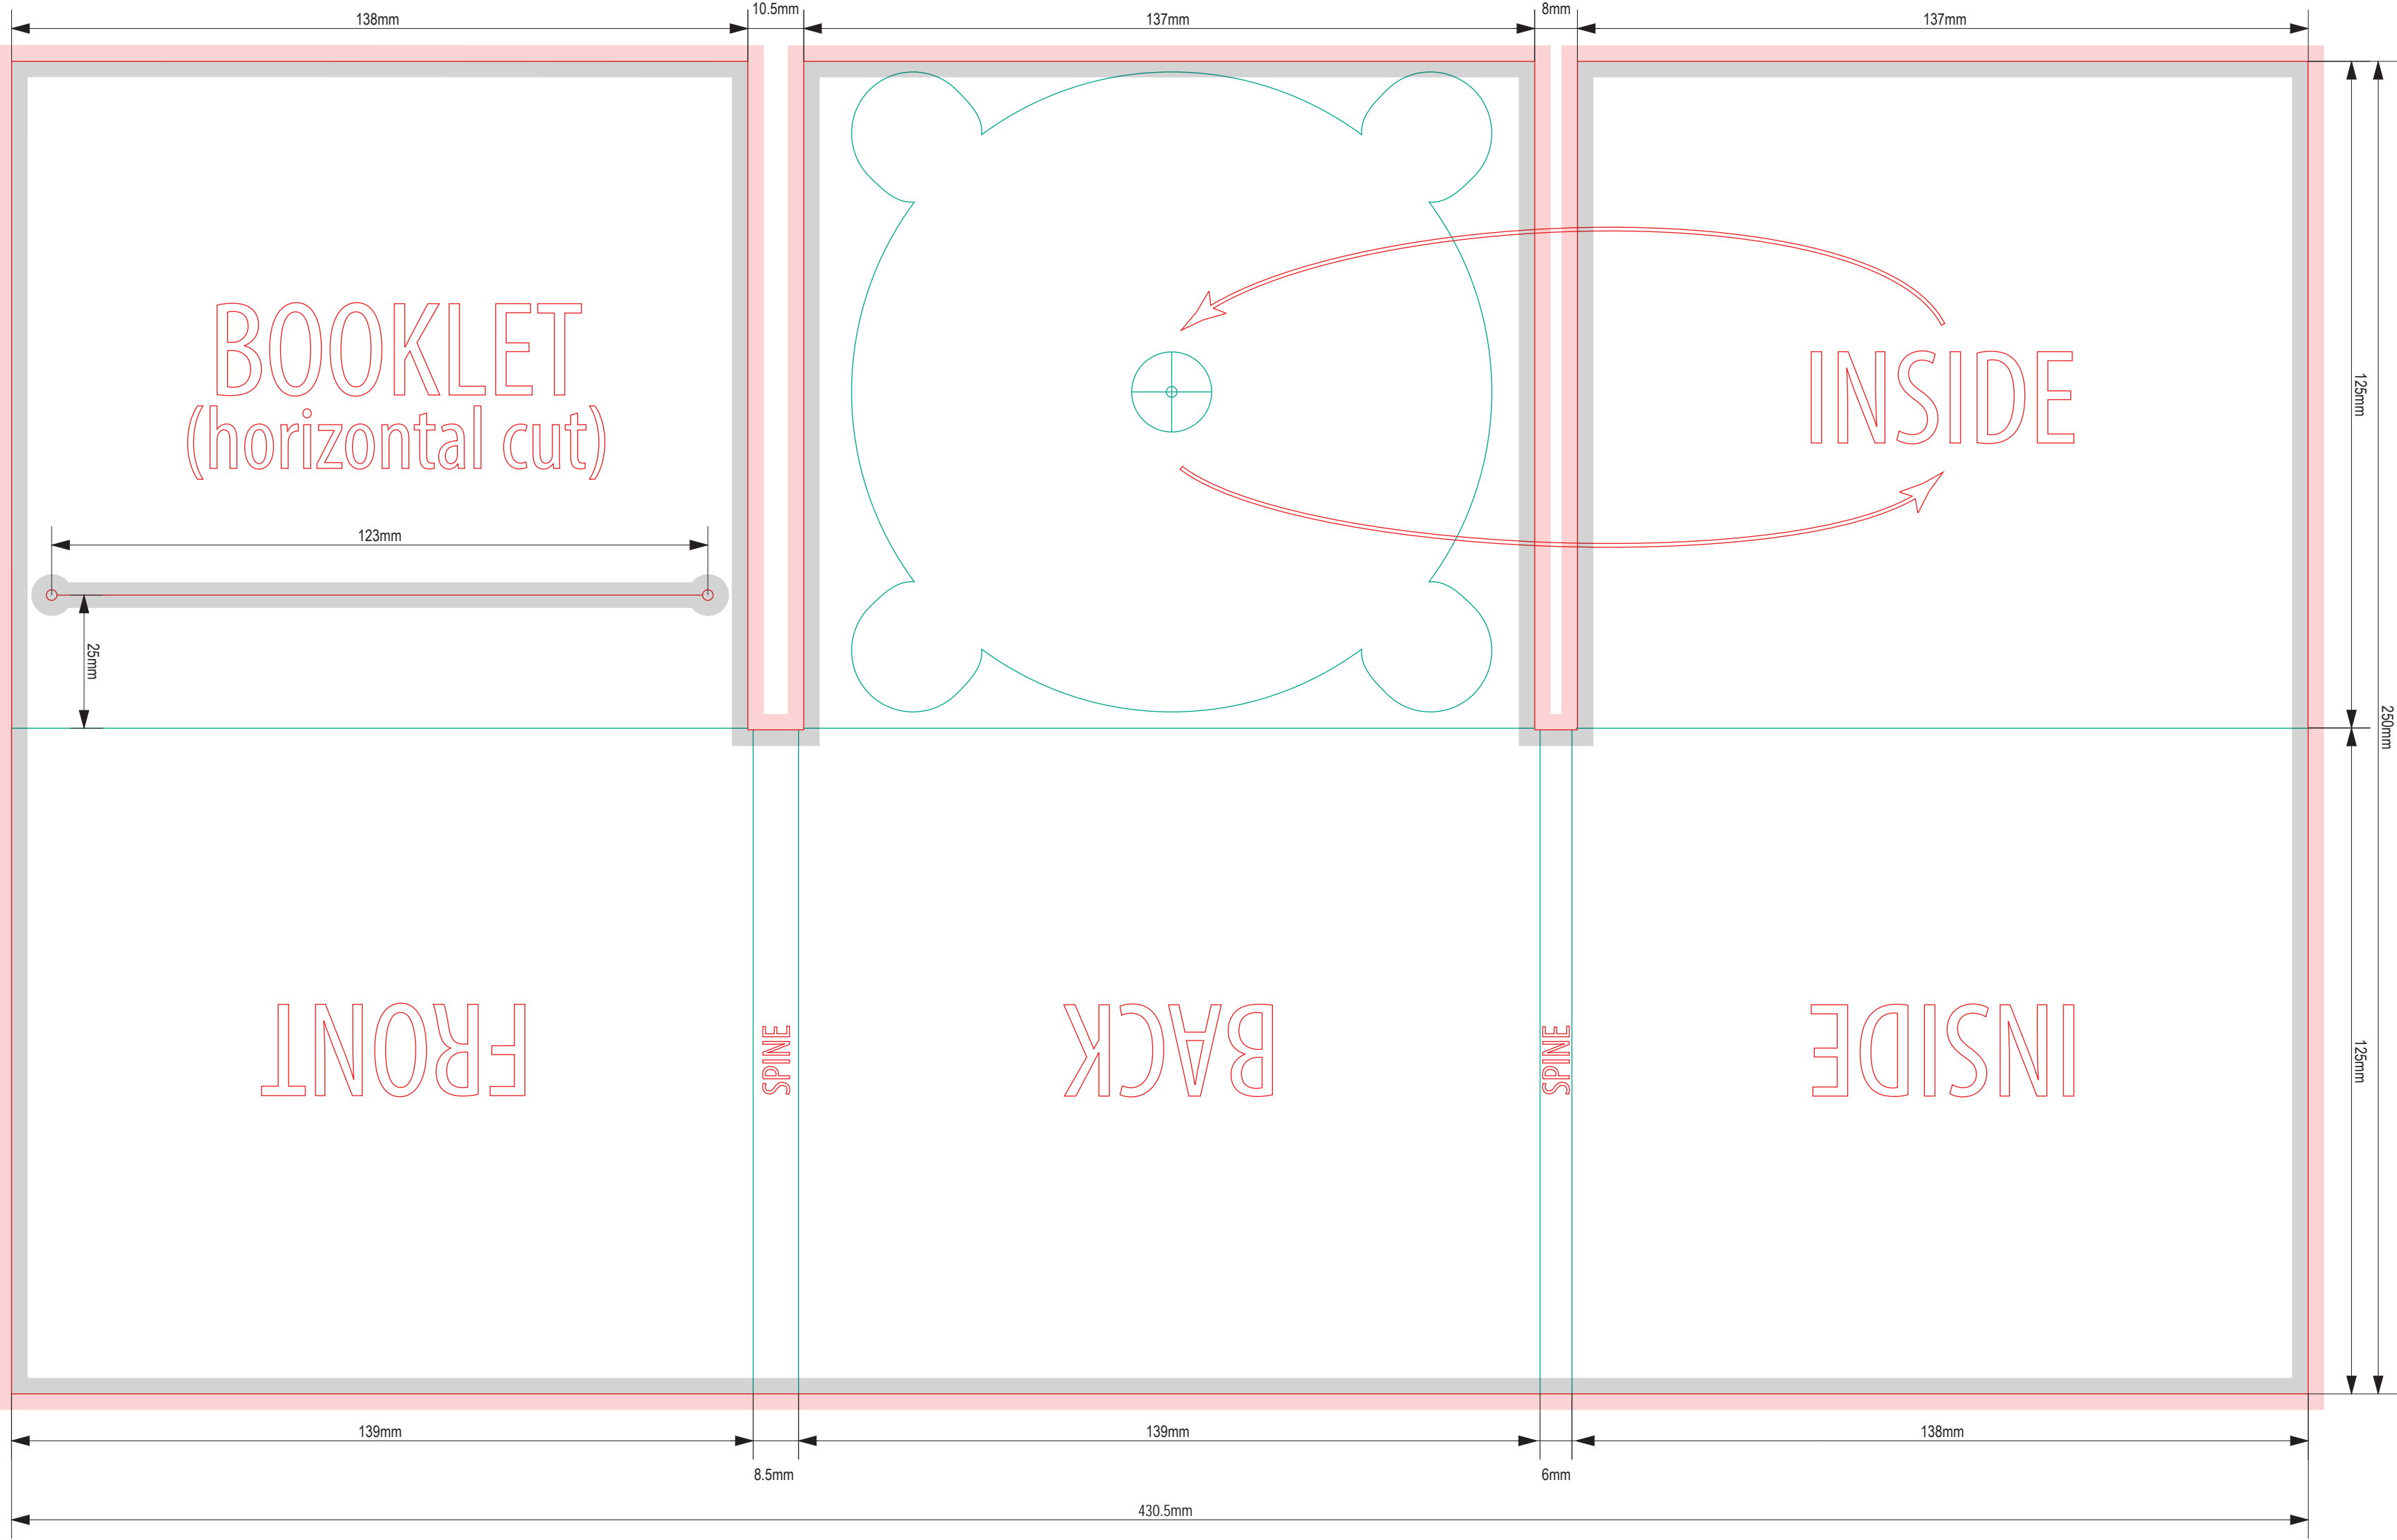 138mm
10.5mm
137mm
8mm
137mm
BOOKLET
(horizontal cut)
INSIDE
125mm
123mm
25mm
250mm
FRONT
SPINE
BACK
SPINE
INSIDE
125mm
139mm
139mm
138mm
8.5mm
6mm
430.5mm